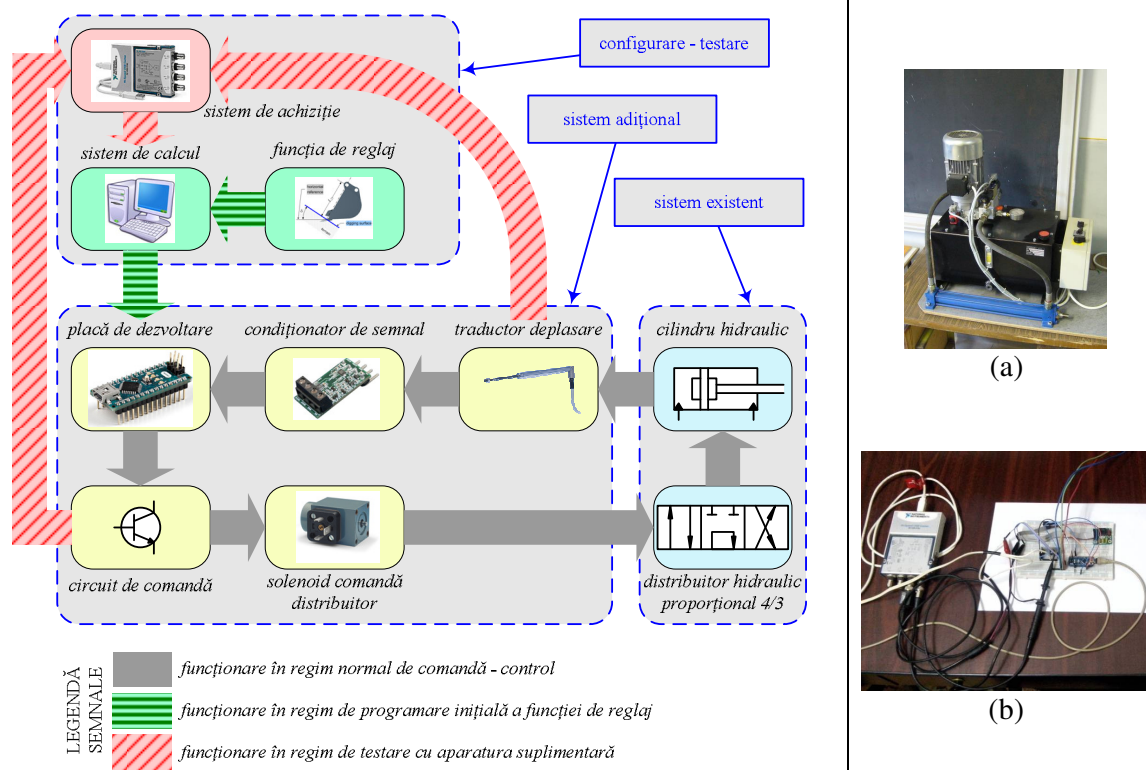 configurare - testare
sistem de achiziție
sistem adițional
sistem de calcul
funcția de reglaj
sistem existent
placă de dezvoltare
condiționator de semnal
traductor deplasare
cilindru hidraulic
circuit de comandă
solenoid comandă
distribuitor
distribuitor hidraulic
proporțional 4/3
LEGENDĂ
SEMNALE
funcționare în regim normal de comandă - control
funcționare în regim de programare inițială a funcției de reglaj
funcționare în regim de testare cu aparatura suplimentară
(a)
(b)